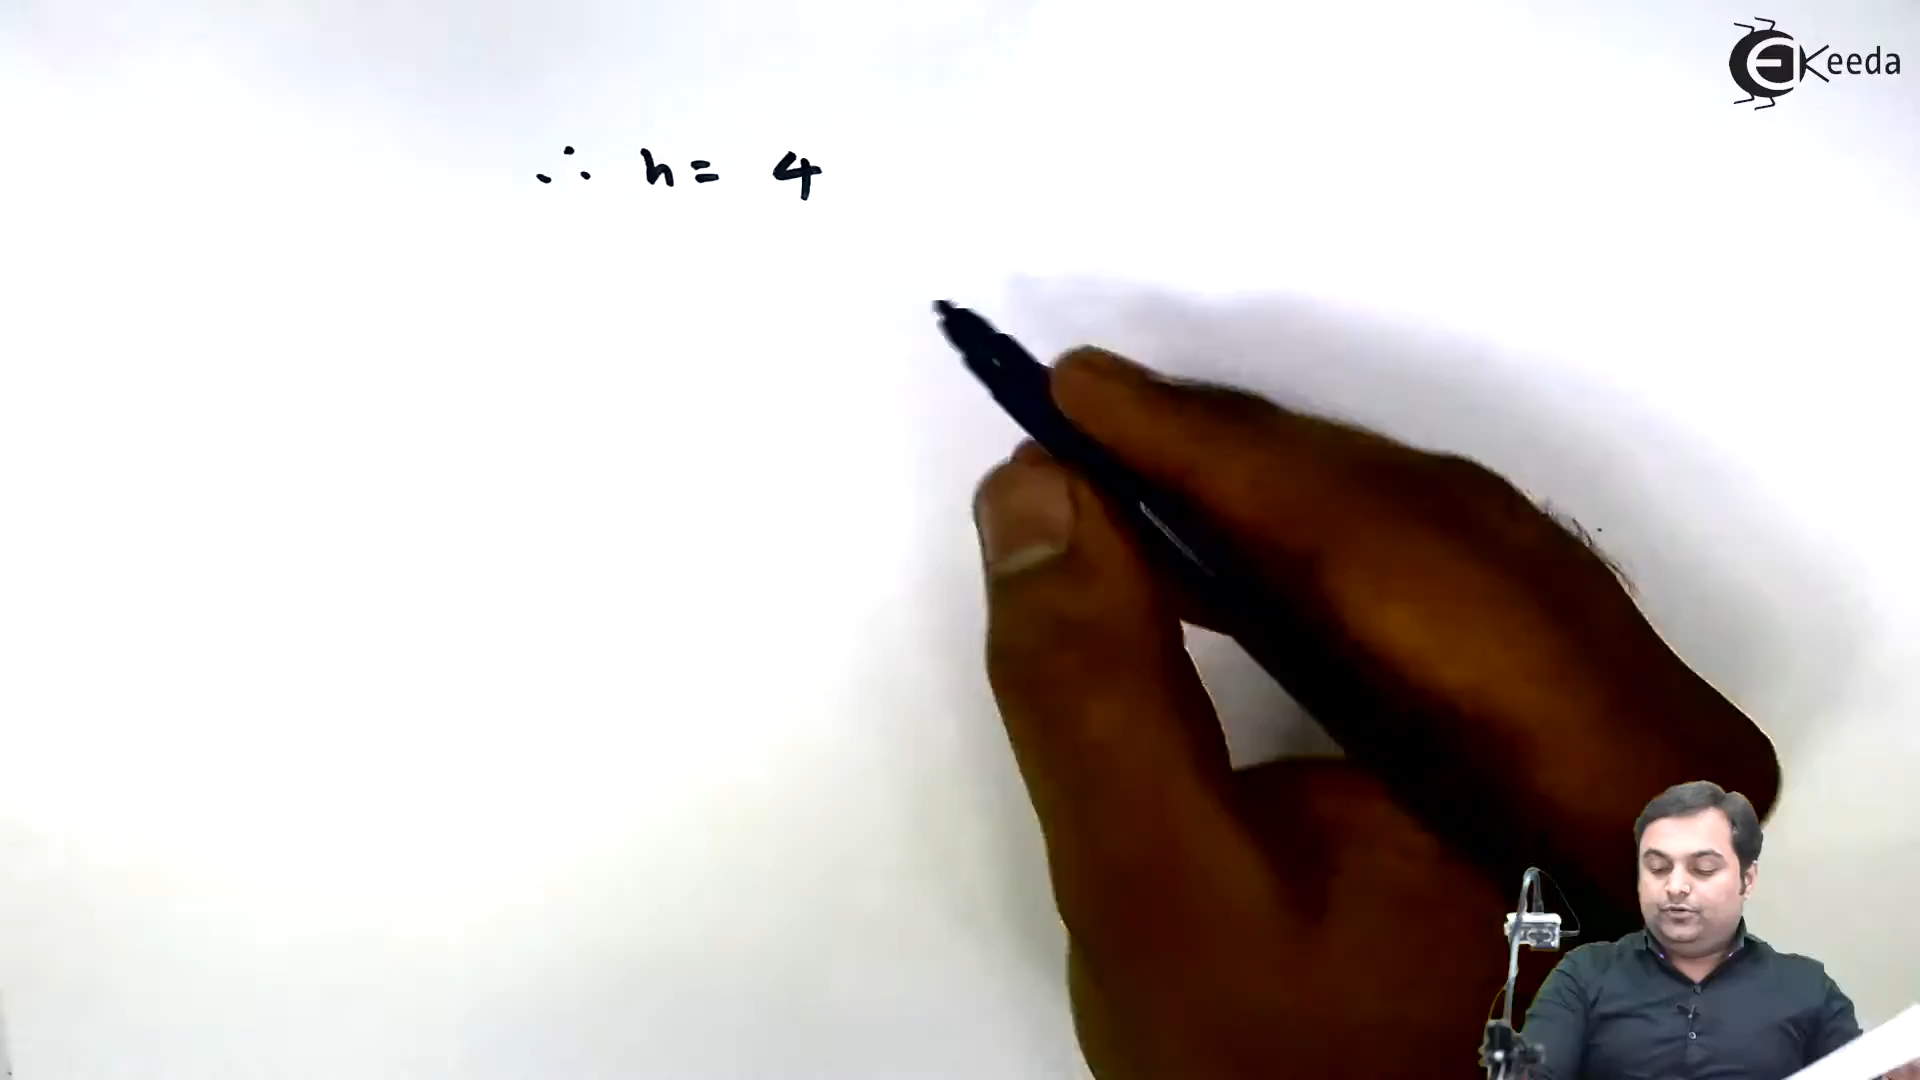 ∴ h = 4
EKeeda